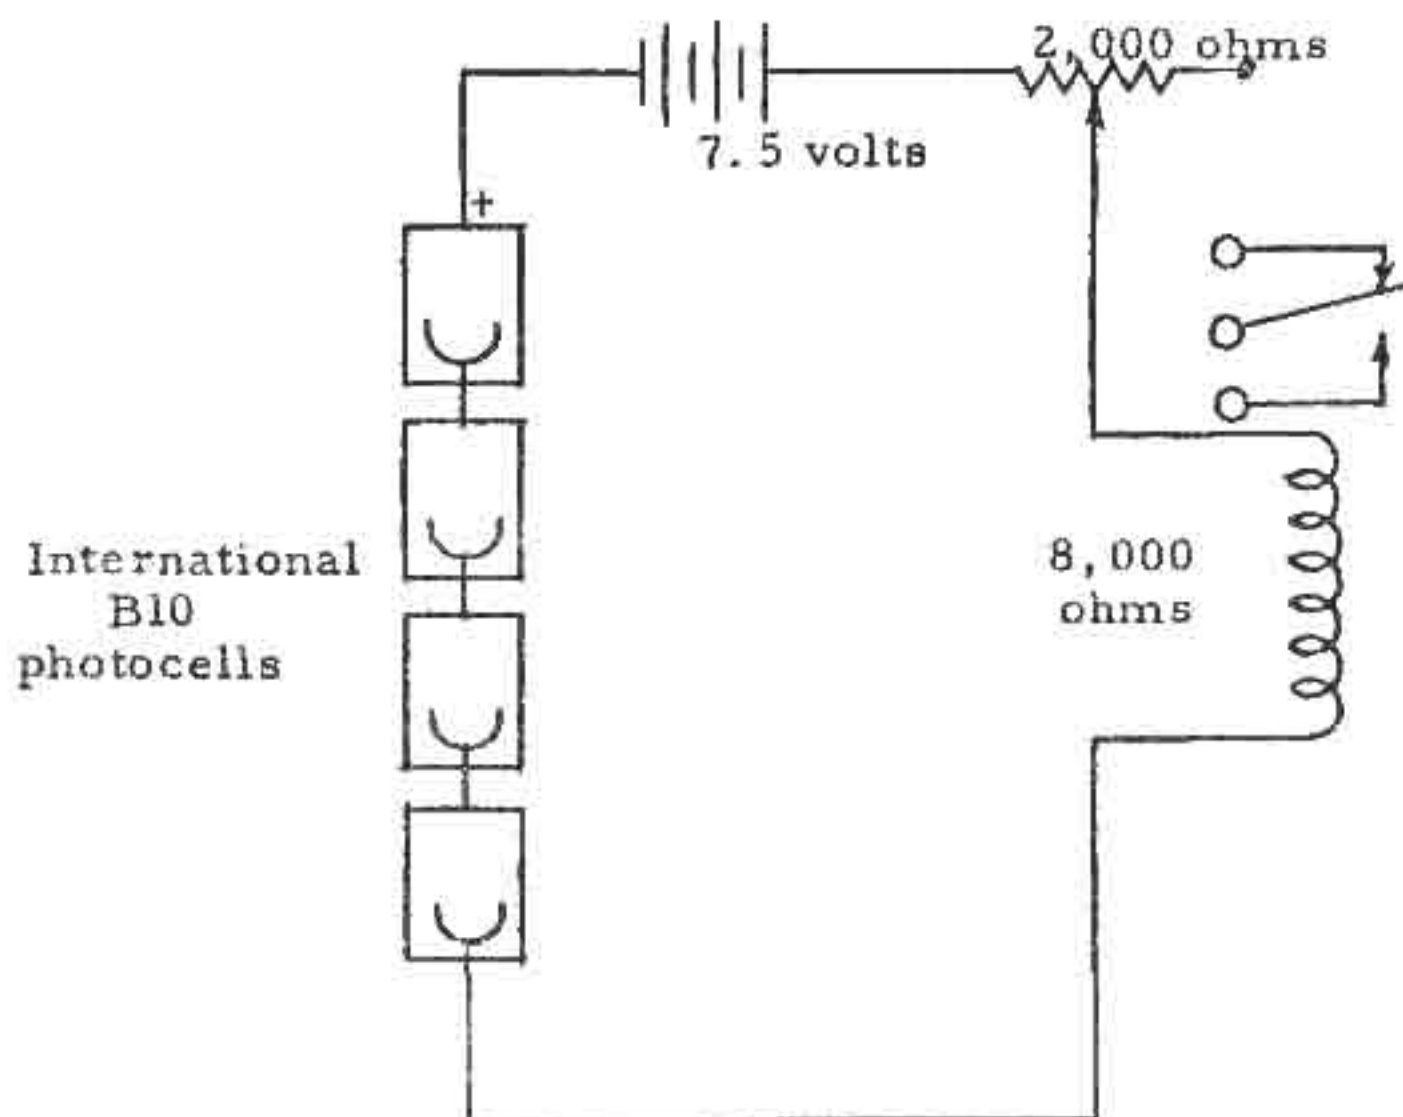 2,000 ohms
7.5 volts
+
International
B10
photocells
8,000
ohms